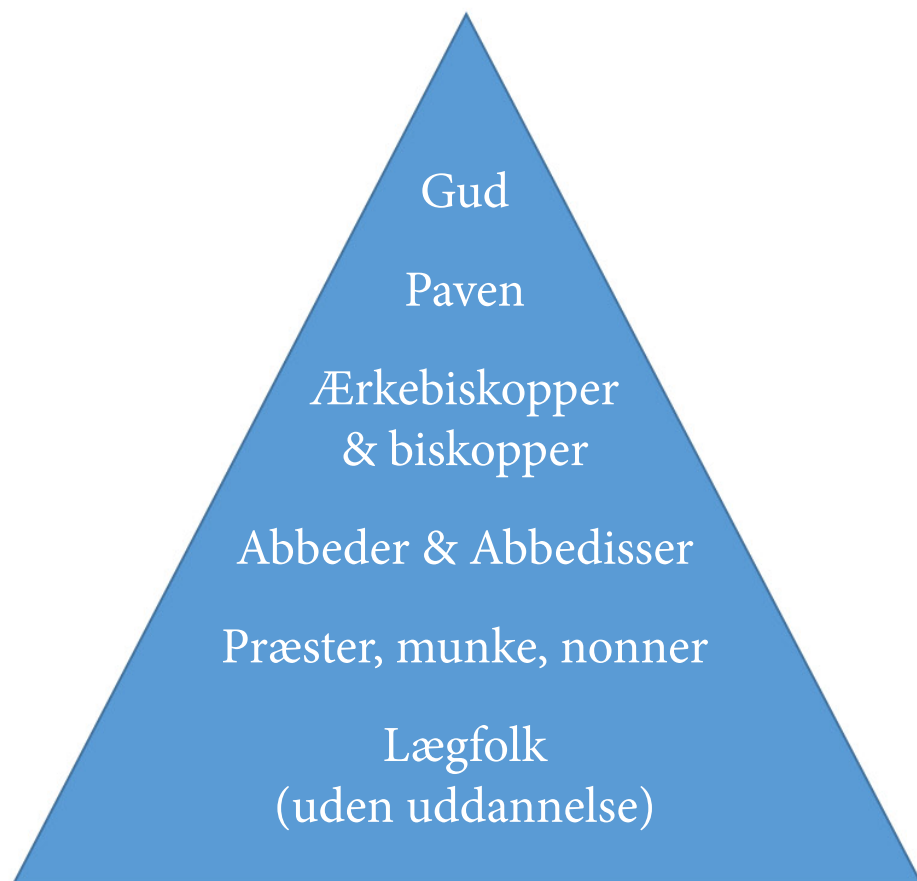 Gud
Paven
Ærkebiskopper
& biskopper
Abbeder & Abbedisser
Præster, munke, nonner
Lægfolk
(uden uddannelse)